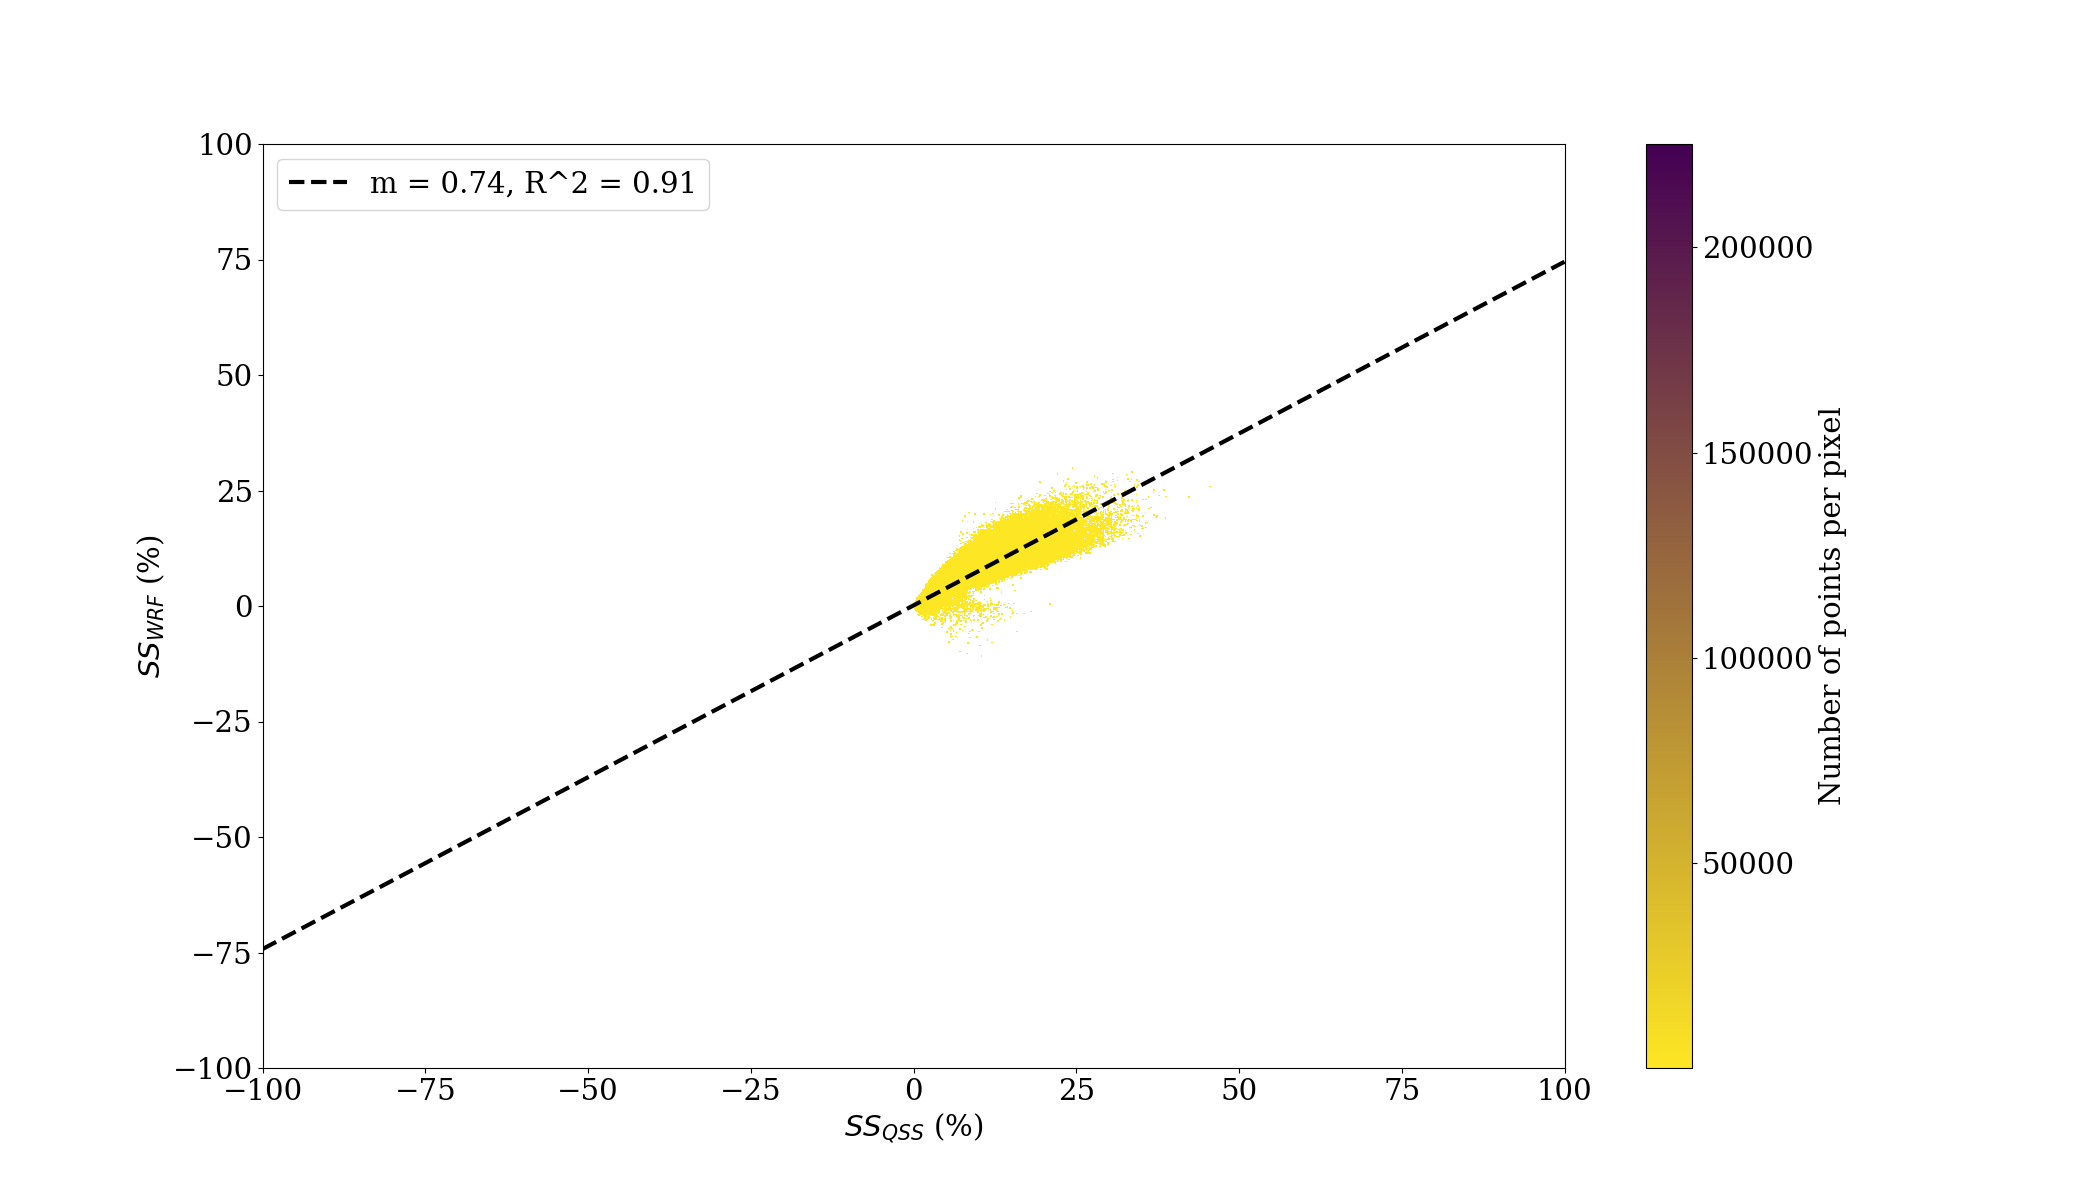 m = 0.74, R^2 = 0.91
100
75
50
25
0
−25
−50
−75
−100
SS_WRF (%)
−100 −75 −50 −25 0 25 50 75 100
SS_QSS (%)
200000
150000
100000
50000
Number of points per pixel